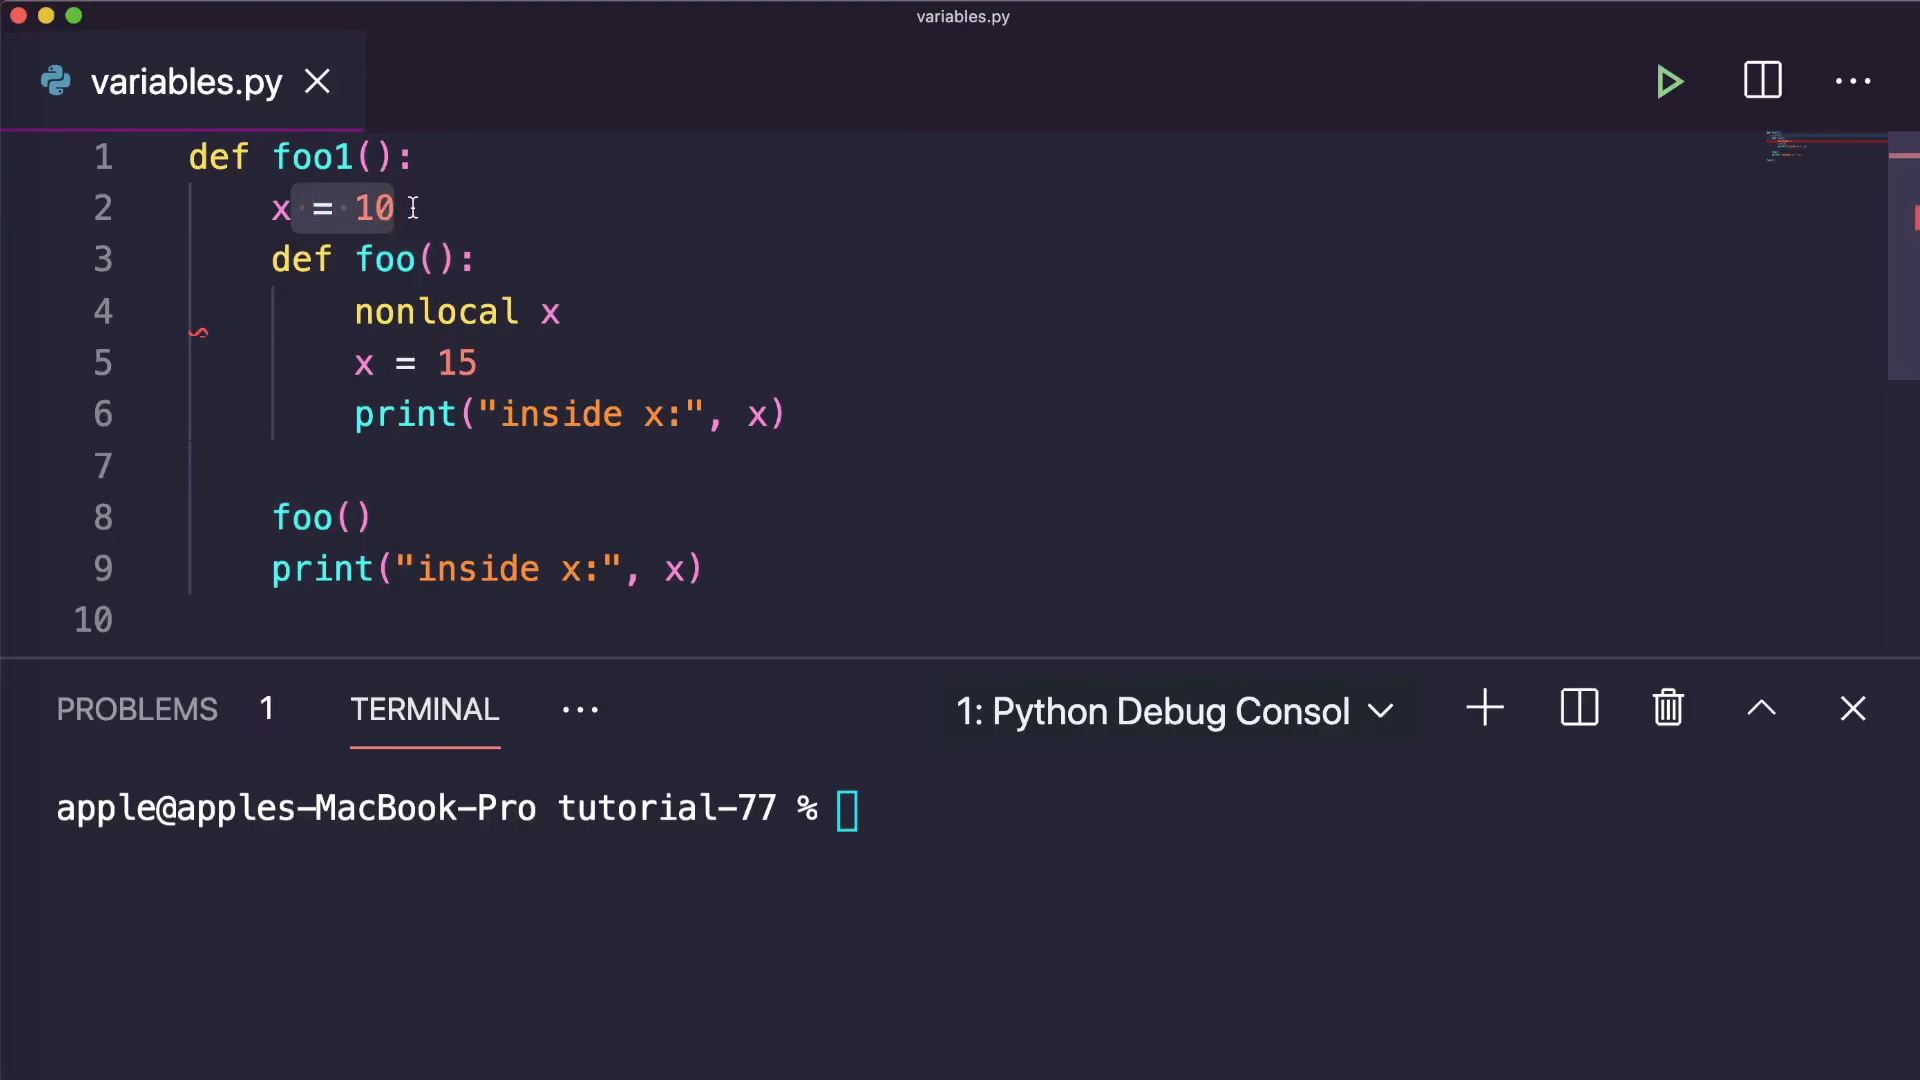 variables.py
variables.py
1 def foo1():
2     x = 10
3     def foo():
4         nonlocal x
5         x = 15
6         print("inside x:", x)
7
8     foo()
9     print("inside x:", x)
10
PROBLEMS 1 TERMINAL ... 1: Python Debug Consol
apple@apples-MacBook-Pro tutorial-77 %